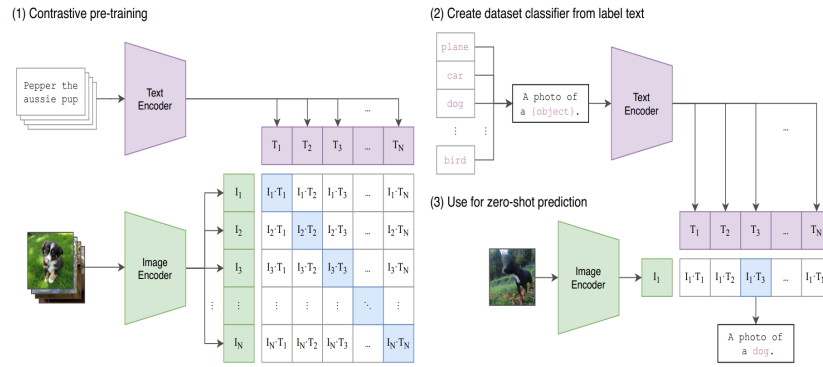 (1) Contrastive pre-training
Pepper the
aussie pup
Text
Encoder
...
T1 T2 T3 ... TN
I1 I1·T1 I1·T2 I1·T3 ... I1·TN
I2 I2·T1 I2·T2 I2·T3 ... I2·TN
Image
Encoder
I3 I3·T1 I3·T2 I3·T3 ... I3·TN
⋮ ⋮ ⋮ ⋮ ⋮ ⋱ ⋮
IN IN·T1 IN·T2 IN·T3 ... IN·TN
(2) Create dataset classifier from label text
plane
car
dog
⋮ ⋮
bird
A photo of
a {object}.
Text
Encoder
...
(3) Use for zero-shot prediction
T1 T2 T3 ... TN
Image
Encoder
I1 I1·T1 I1·T2 I1·T3 ... I1·T
A photo of
a dog.